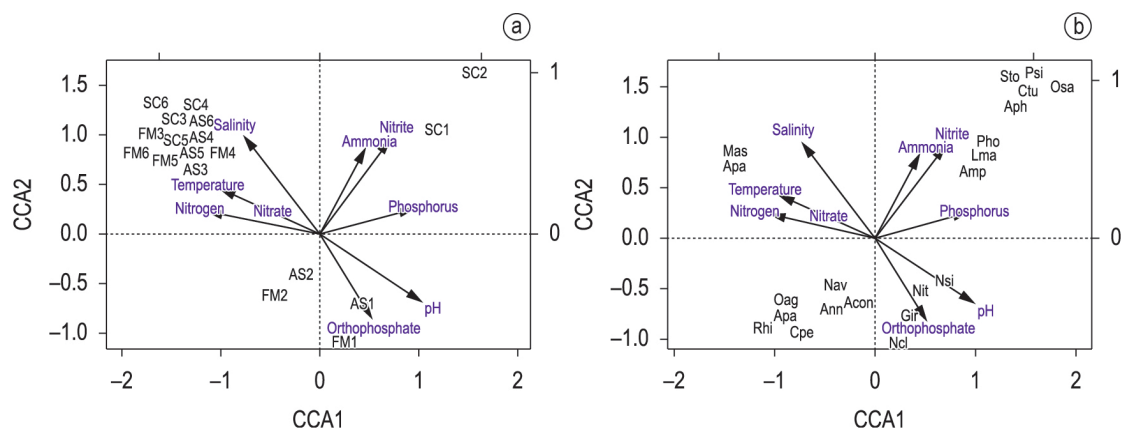 a
1.5
1.0
0.5
0.0
–0.5
–1.0
CCA2
1
0
SC2
SC6 SC4
SC3 AS6
Salinity
FM3 SC5 AS4
FM6 FM5 AS5 FM4
AS3
Nitrite
SC1
Ammonia
Temperature
Nitrogen Nitrate
Phosphorus
AS2
FM2
AS1
pH
Orthophosphate
FM1
–2 –1 0 1 2
CCA1
b
1.5
1.0
0.5
0.0
–0.5
–1.0
CCA2
1
0
Sto Psi
Ctu Osa
Aph
Salinity
Nitrite
Pho
Ammonia
Lma
Amp
Mas
Apa
Temperature
Nitrogen Nitrate
Phosphorus
Nav
Nsi
Nit
Oag
Acon
Apa
Ann
Gir
pH
Rhi
Cpe
Orthophosphate
Ncl
–2 –1 0 1 2
CCA1